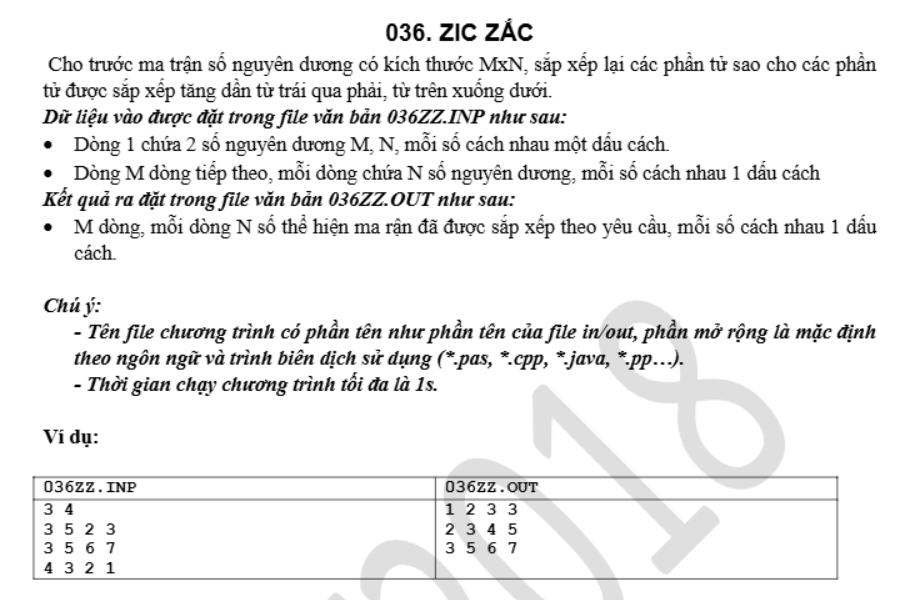 036. ZIC ZẮC
Cho trước ma trận số nguyên dương có kích thước MxN, sắp xếp lại các phần tử sao cho các phần
tử được sắp xếp tăng dần từ trái qua phải, từ trên xuống dưới.
Dữ liệu vào được đặt trong file văn bản 036ZZ.INP như sau:
• Dòng 1 chứa 2 số nguyên dương M, N, mỗi số cách nhau một dấu cách.
• Dòng M dòng tiếp theo, mỗi dòng chứa N số nguyên dương, mỗi số cách nhau 1 dấu cách
Kết quả ra đặt trong file văn bản 036ZZ.OUT như sau:
• M dòng, mỗi dòng N số thể hiện ma rận đã được sắp xếp theo yêu cầu, mỗi số cách nhau 1 dấu
cách.
Chú ý:
- Tên file chương trình có phần tên như phần tên của file in/out, phần mở rộng là mặc định
theo ngôn ngữ và trình biên dịch sử dụng (*.pas, *.cpp, *.java, *.pp…).
- Thời gian chạy chương trình tối đa là 1s.
Ví dụ:
036ZZ.INP
3 4
3 5 2 3
3 5 6 7
4 3 2 1
036ZZ.OUT
1 2 3 3
2 3 4 5
3 5 6 7
2018